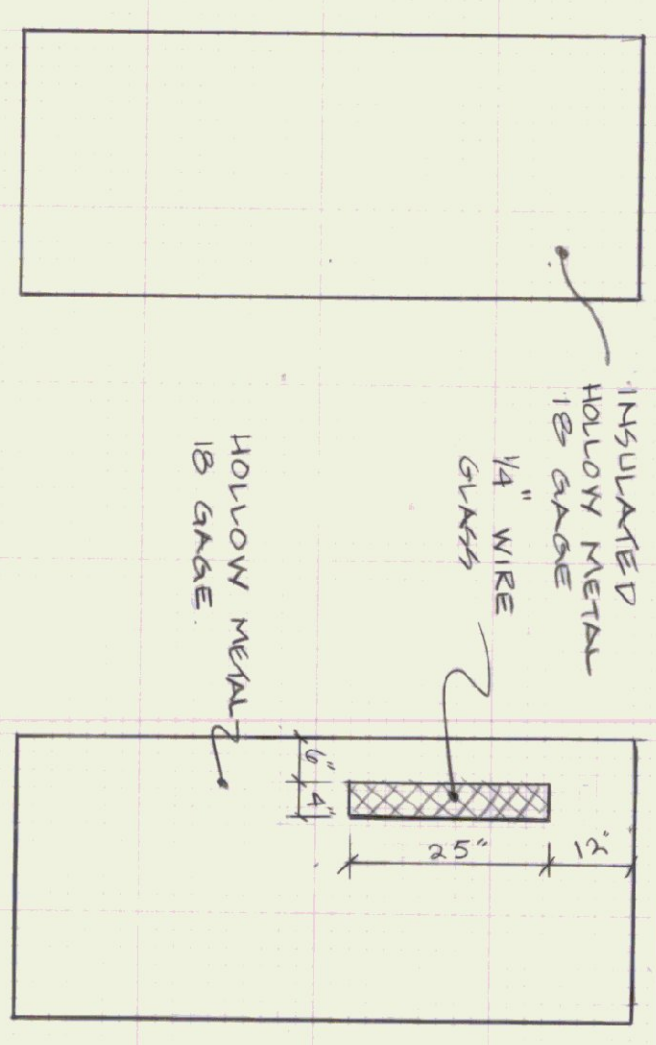 INSULATED
HOLLOW METAL
18 GAGE
1/4" WIRE
GLASS
HOLLOW METAL
18 GAGE.
6"
4"
25"
12"